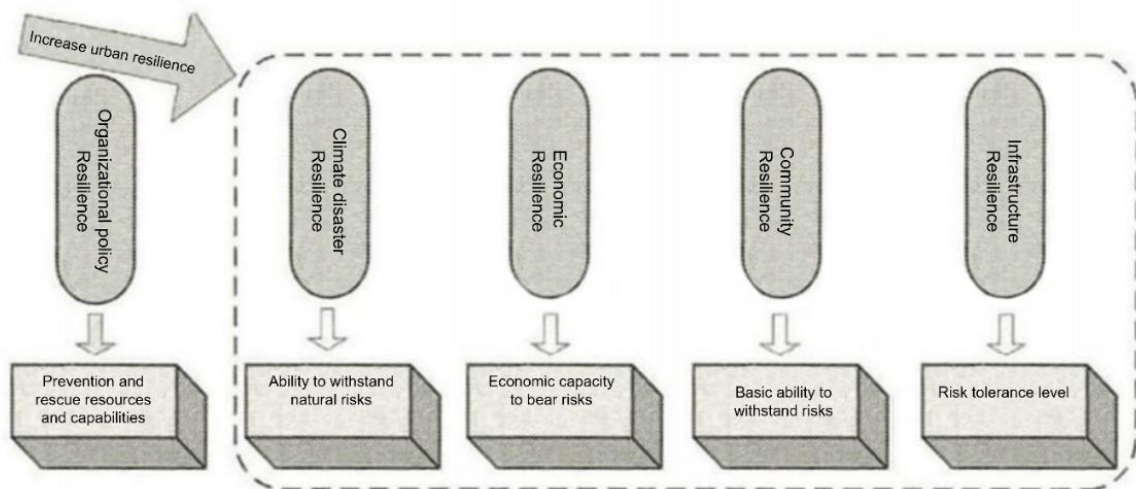 Increase urban resilience
Organizational policy
Resilience
Climate disaster
Resilience
Economic
Resilience
Community
Resilience
Infrastructure
Resilience
Prevention and
rescue resources
and capabilities
Ability to withstand
natural risks
Economic capacity
to bear risks
Basic ability to
withstand risks
Risk tolerance level